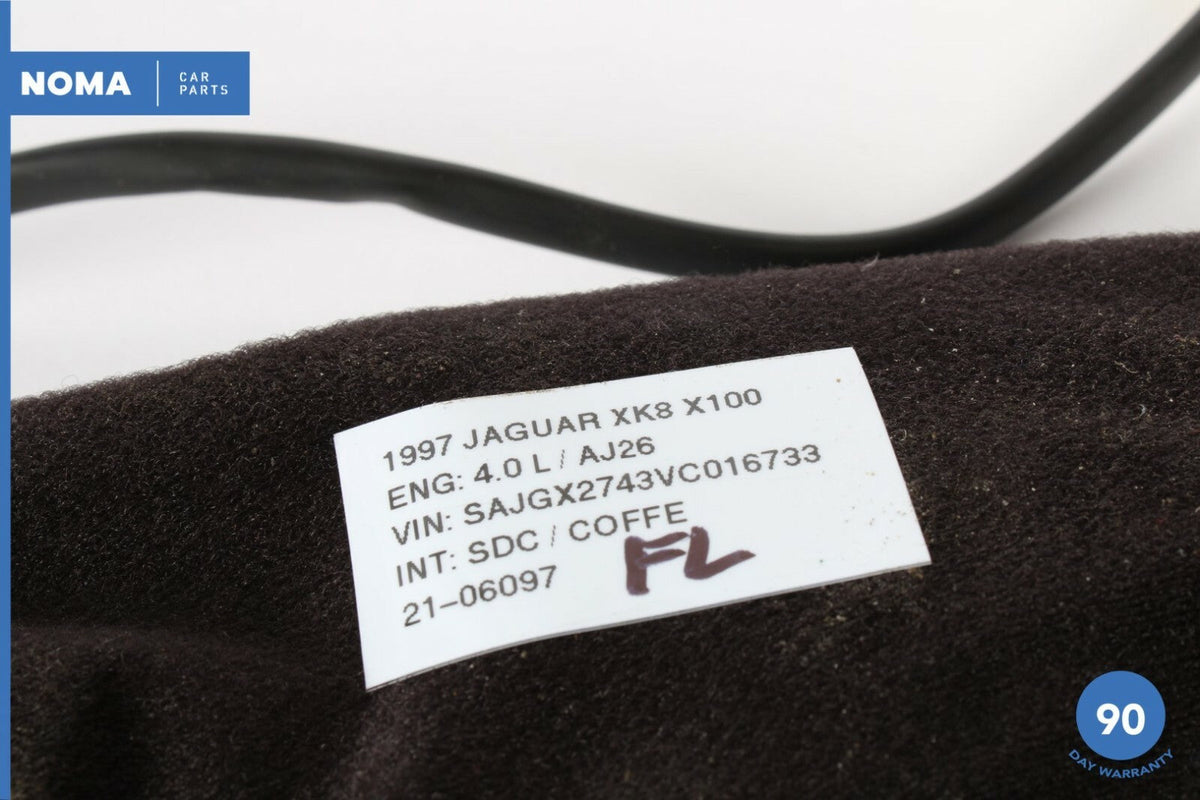 NOMA
CAR
PARTS
1997 JAGUAR XK8 X100
ENG: 4.0 L / AJ26
VIN: SAJGX2743VC016733
INT: SDC / COFFE
21-06097
FL
90
DAY WARRANTY